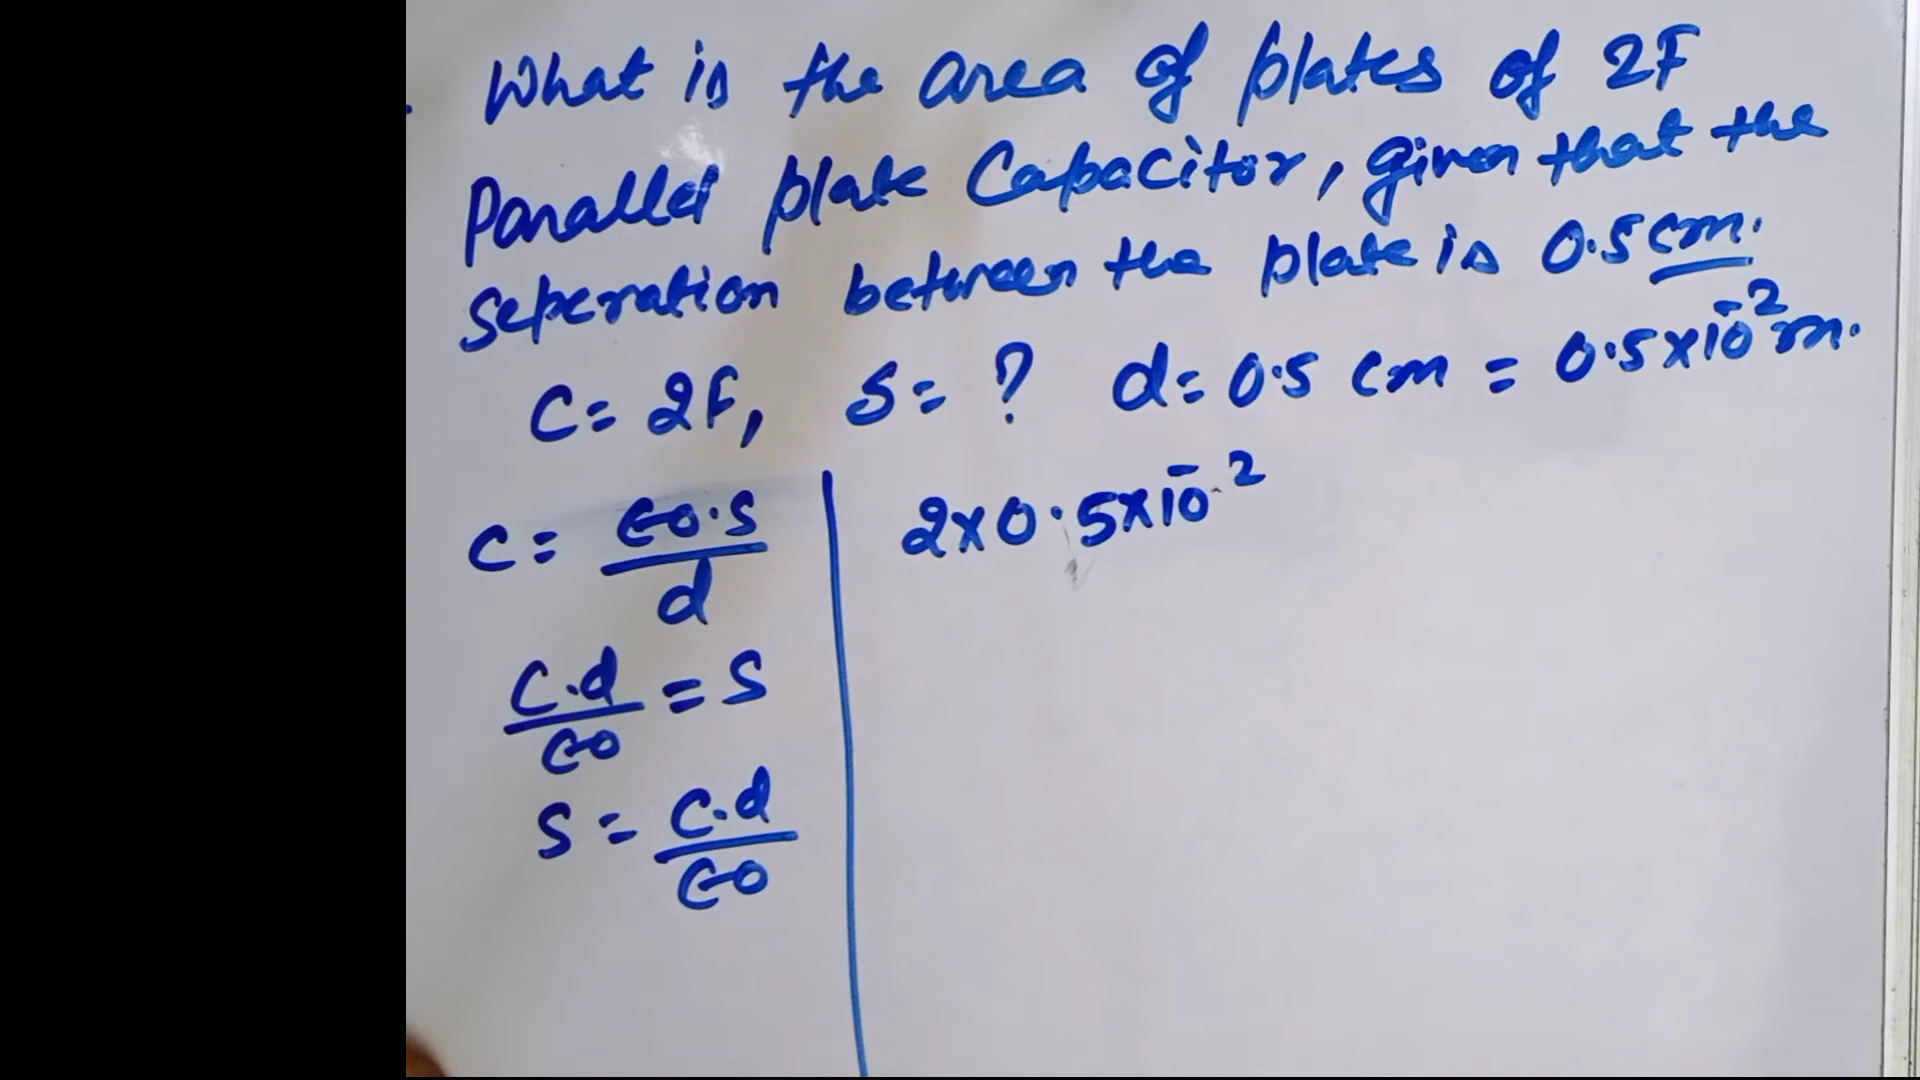 What is the area of plates of 2F
Parallel plate Capacitor, given that the
seperation between the plate is 0.5 cm.
C = 2F, S = ? d = 0.5 cm = 0.5×10⁻² m.
C = ϵ0.S / d
C.d / ϵ0 = S
S = C.d / ϵ0
2×0.5×10⁻²